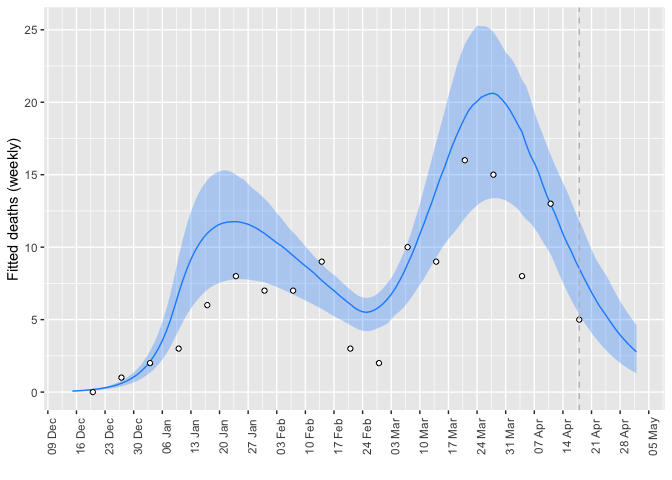 Fitted deaths (weekly)
25
20
15
10
5
0
09 Dec
16 Dec
23 Dec
30 Dec
06 Jan
13 Jan
20 Jan
27 Jan
03 Feb
10 Feb
17 Feb
24 Feb
03 Mar
10 Mar
17 Mar
24 Mar
31 Mar
07 Apr
14 Apr
21 Apr
28 Apr
05 May